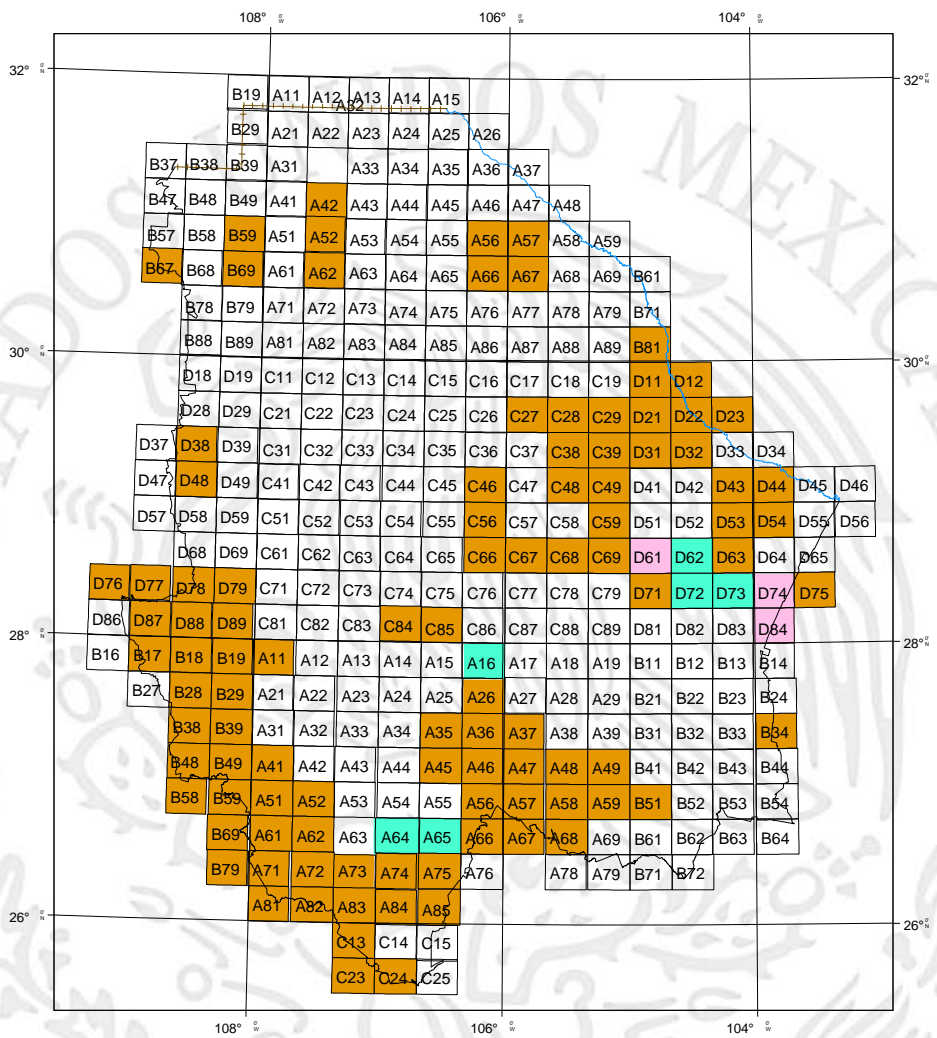 108° 106° 104°
32° 32°
B19 A11 A12 A13 A14 A15
A32
B29 A21 A22 A23 A24 A25 A26
B37 B38 B39 A31 A33 A34 A35 A36 A37
B47 B48 B49 A41 A42 A43 A44 A45 A46 A47 A48
B57 B58 B59 A51 A52 A53 A54 A55 A56 A57 A58 A59
B67 B68 B69 A61 A62 A63 A64 A65 A66 A67 A68 A69 B61
B78 B79 A71 A72 A73 A74 A75 A76 A77 A78 A79 B71
B88 B89 A81 A82 A83 A84 A85 A86 A87 A88 A89 B81
30° 30°
D18 D19 C11 C12 C13 C14 C15 C16 C17 C18 C19 D11 D12
D28 D29 C21 C22 C23 C24 C25 C26 C27 C28 C29 D21 D22 D23
D37 D38 D39 C31 C32 C33 C34 C35 C36 C37 C38 C39 D31 D32 D33 D34
D47 D48 D49 C41 C42 C43 C44 C45 C46 C47 C48 C49 D41 D42 D43 D44 D45 D46
D57 D58 D59 C51 C52 C53 C54 C55 C56 C57 C58 C59 D51 D52 D53 D54 D55 D56
D68 D69 C61 C62 C63 C64 C65 C66 C67 C68 C69 D61 D62 D63 D64 D65
D76 D77 D78 D79 C71 C72 C73 C74 C75 C76 C77 C78 C79 D71 D72 D73 D74 D75
D86 D87 D88 D89 C81 C82 C83 C84 C85 C86 C87 C88 C89 D81 D82 D83 D84
28° 28°
B16 B17 B18 B19 A11 A12 A13 A14 A15 A16 A17 A18 A19 B11 B12 B13 B14
B27 B28 B29 A21 A22 A23 A24 A25 A26 A27 A28 A29 B21 B22 B23 B24
B38 B39 A31 A32 A33 A34 A35 A36 A37 A38 A39 B31 B32 B33 B34
B48 B49 A41 A42 A43 A44 A45 A46 A47 A48 A49 B41 B42 B43 B44
B58 B59 A51 A52 A53 A54 A55 A56 A57 A58 A59 B51 B52 B53 B54
B69 A61 A62 A63 A64 A65 A66 A67 A68 A69 B61 B62 B63 B64
B79 A71 A72 A73 A74 A75 A76 A78 A79 B71 B72
A81 A82 A83 A84 A85
26° 26°
C13 C14 C15
C23 C24 C25
108° 106° 104°